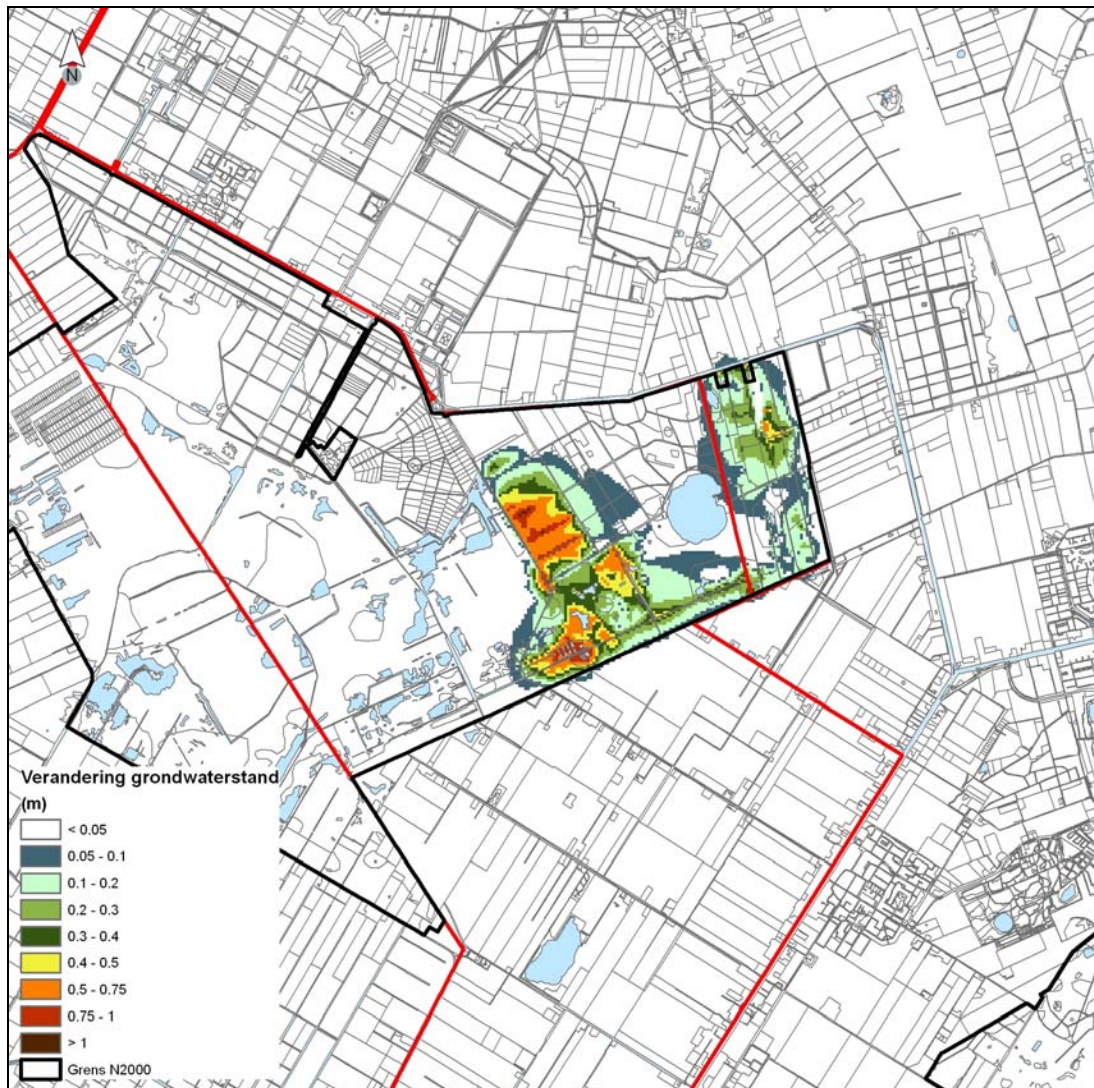 N
Verandering grondwaterstand
(m)
< 0.05
0.05 - 0.1
0.1 - 0.2
0.2 - 0.3
0.3 - 0.4
0.4 - 0.5
0.5 - 0.75
0.75 - 1
> 1
Grens N2000